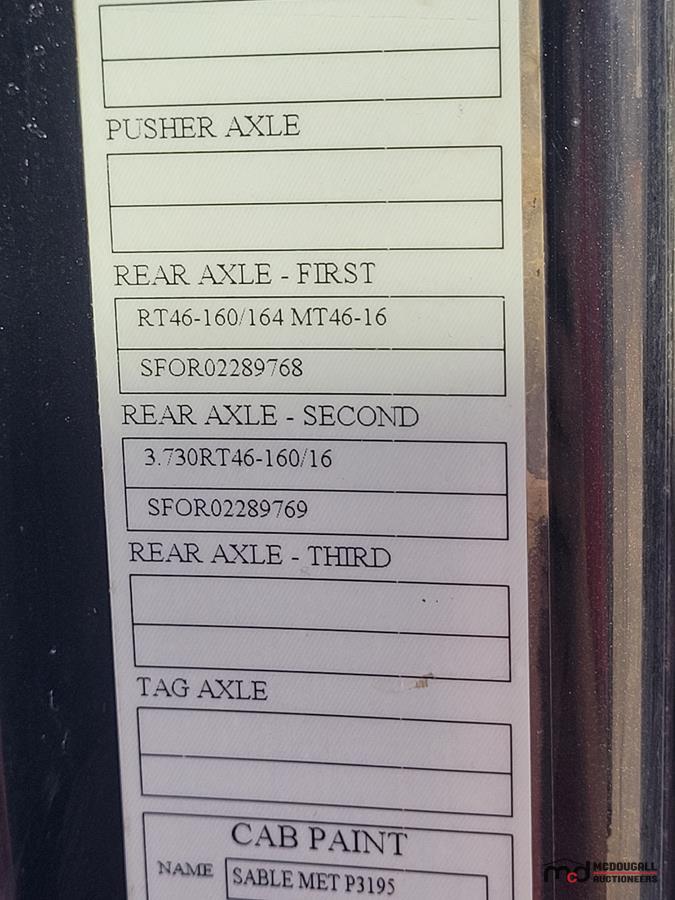 PUSHER AXLE
REAR AXLE - FIRST
RT46-160/164 MT46-16
SFOR02289768
REAR AXLE - SECOND
3.730RT46-160/16
SFOR02289769
REAR AXLE - THIRD
TAG AXLE
CAB PAINT
NAME SABLE MET P3195
mcd MCDOUGALL
AUCTIONEERS